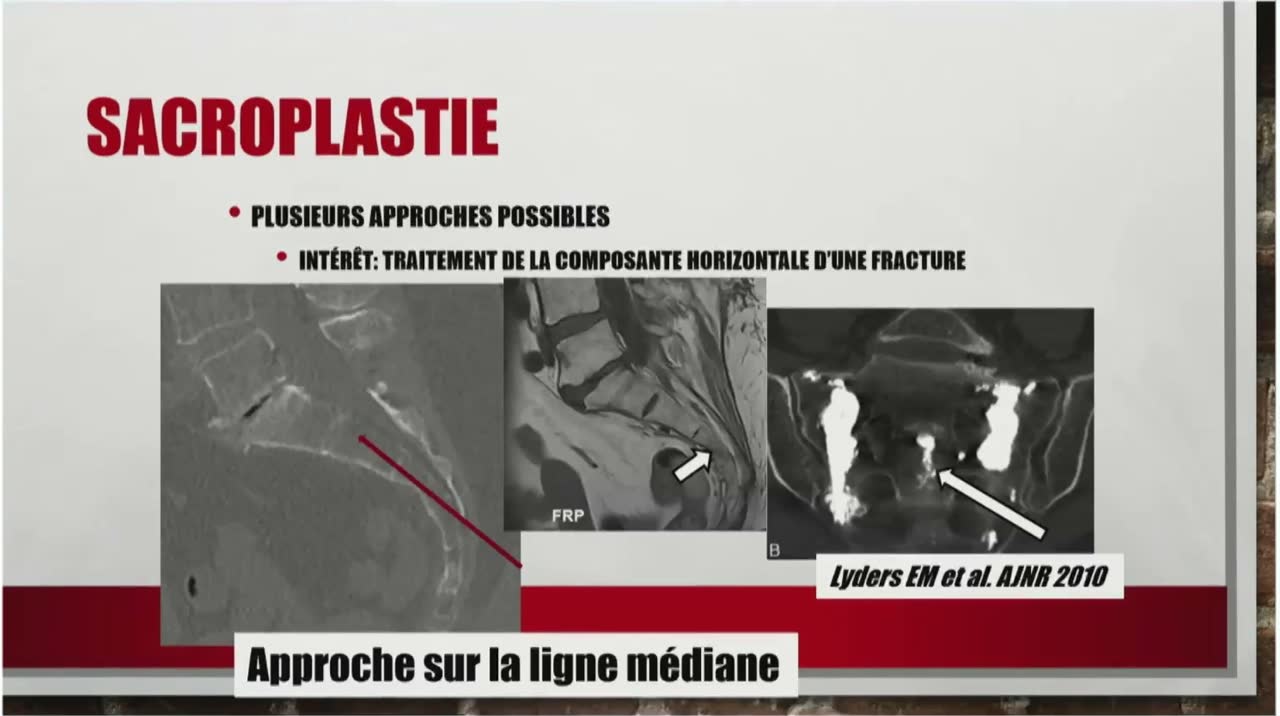 SACROPLASTIE
• PLUSIEURS APPROCHES POSSIBLES
• INTÉRÊT: TRAITEMENT DE LA COMPOSANTE HORIZONTALE D'UNE FRACTURE
FRP
B
Lyders EM et al. AJNR 2010
Approche sur la ligne médiane